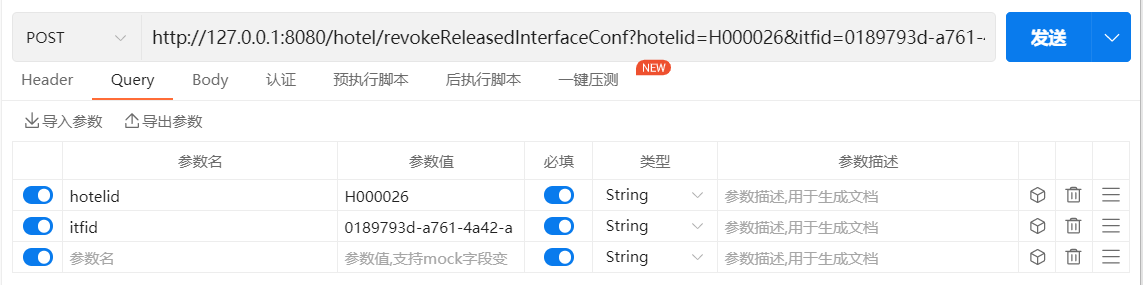 POST http://127.0.0.1:8080/hotel/revokeReleasedInterfaceConf?hotelid=H000026&itfid=0189793d-a761- 发送
Header Query Body 认证 预执行脚本 后执行脚本 一键压测 NEW
导入参数 导出参数
参数名 参数值 必填 类型 参数描述
hotelid H000026 String 参数描述,用于生成文档
itfid 0189793d-a761-4a42-a String 参数描述,用于生成文档
参数名 参数值,支持mock字段变 String 参数描述,用于生成文档